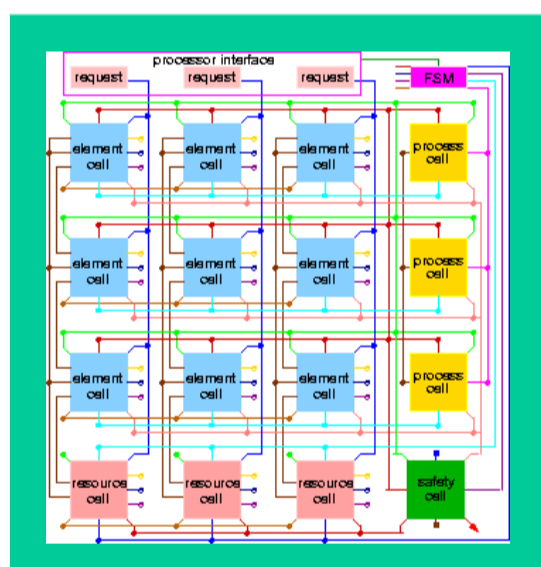 processor interface
request request request FSM
element element element process
cell cell cell cell
element element element process
cell cell cell cell
element element element process
cell cell cell cell
resource resource resource safety
cell cell cell cell